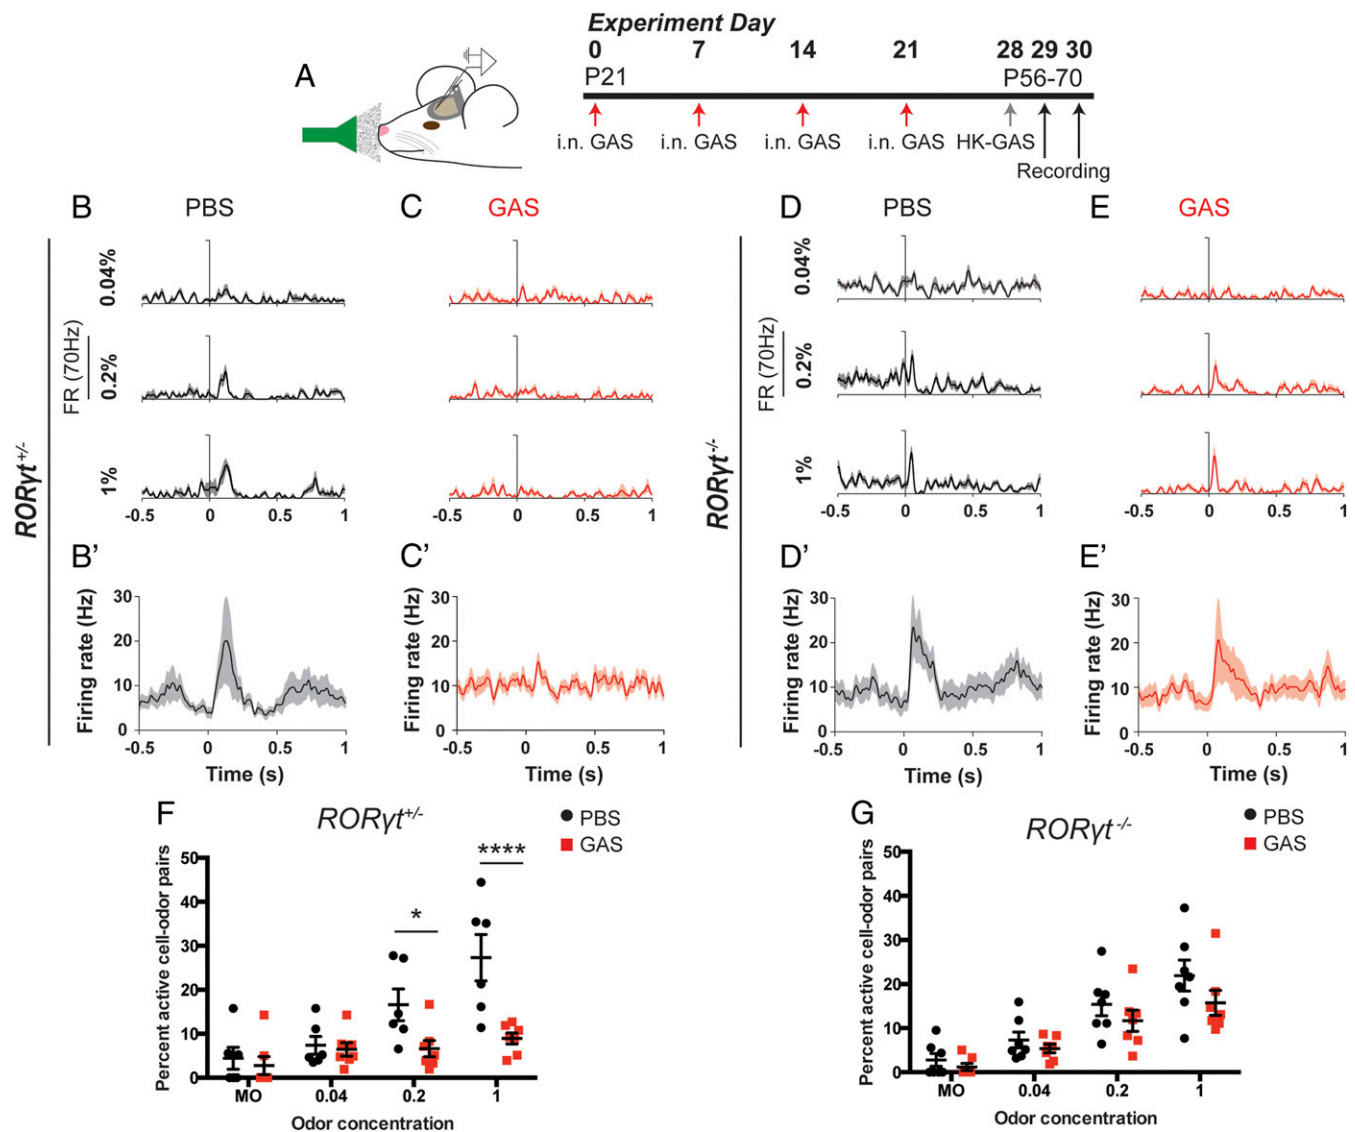 Experiment Day
A
0 7 14 21 28 29 30
P21 P56-70
i.n. GAS i.n. GAS i.n. GAS i.n. GAS HK-GAS
Recording
B PBS C GAS D PBS E GAS
RORγt+/-
FR (70Hz)
0.04%
0.2%
1%
-0.5 0 0.5 1
-0.5 0 0.5 1
RORγt-/-
FR (70Hz)
0.04%
0.2%
1%
-0.5 0 0.5 1
-0.5 0 0.5 1
B'
Firing rate (Hz)
30
20
10
0
-0.5 0 0.5 1
Time (s)
C'
Firing rate (Hz)
30
20
10
0
-0.5 0 0.5 1
Time (s)
D'
Firing rate (Hz)
30
20
10
0
-0.5 0 0.5 1
Time (s)
E'
Firing rate (Hz)
30
20
10
0
-0.5 0 0.5 1
Time (s)
F
RORγt+/-
PBS
GAS
Percent active cell-odor pairs
50
40
30
20
10
0
*
****
MO 0.04 0.2 1
Odor concentration
G
RORγt -/-
PBS
GAS
Percent active cell-odor pairs
50
40
30
20
10
0
MO 0.04 0.2 1
Odor concentration